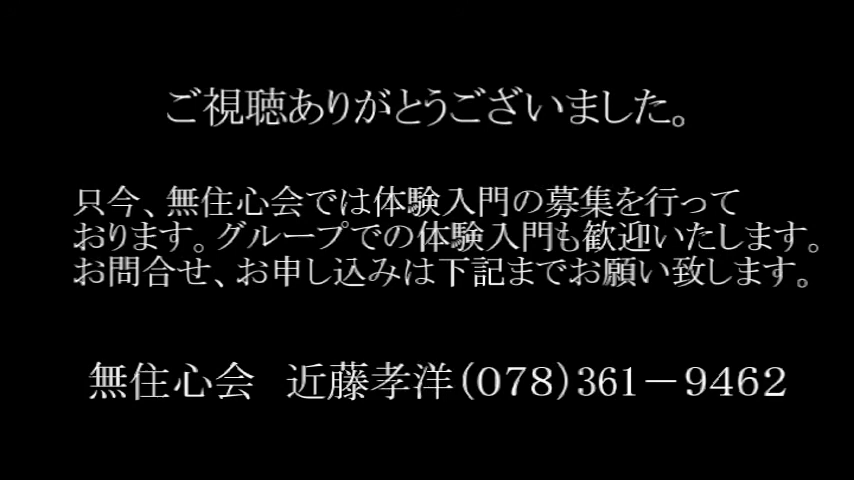 ご視聴ありがとうございました。
只今、無住心会では体験入門の募集を行って
おります。グループでの体験入門も歓迎いたします。
お問合せ、お申し込みは下記までお願い致します。
無住心会　近藤孝洋（078）361－9462